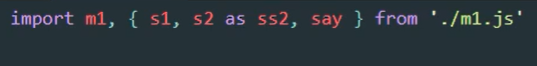 import m1, { s1, s2 as ss2, say } from './m1.js'